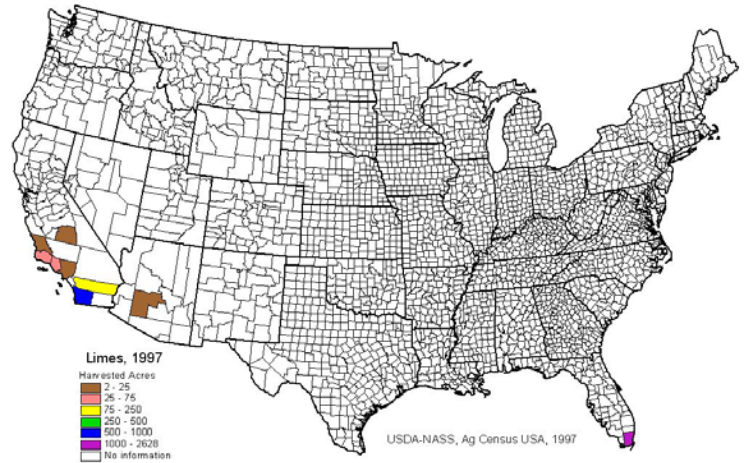 Limes, 1997
Harvested Acres
2 - 25
25 - 75
75 - 250
250 - 500
500 - 1000
1000 - 2628
No information
USDA-NASS, Ag Census USA, 1997